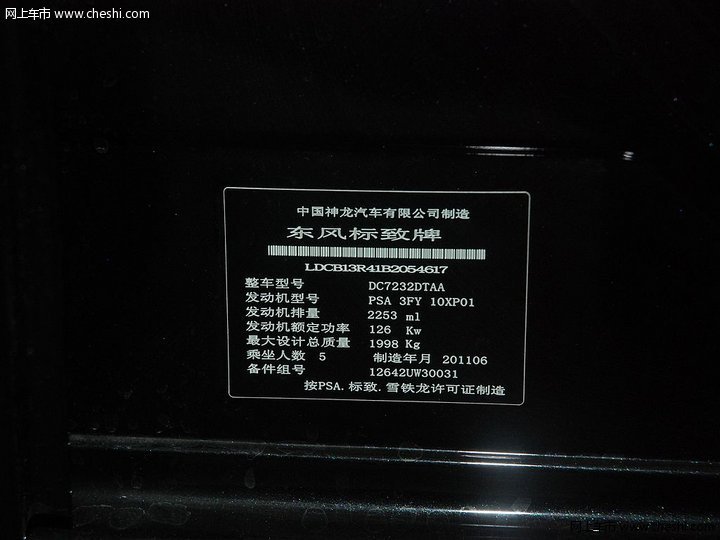 网上车市 www.cheshi.com
中国神龙汽车有限公司制造
东风标致牌
LDCB13R41B2054617
整车型号 DC7232DTAA
发动机型号 PSA 3FY 10XP01
发动机排量 2253 ml
发动机额定功率 126 Kw
最大设计总质量 1998 Kg
乘坐人数 5 制造年月 201106
备件组号 12642UW30031
按PSA.标致.雪铁龙许可证制造